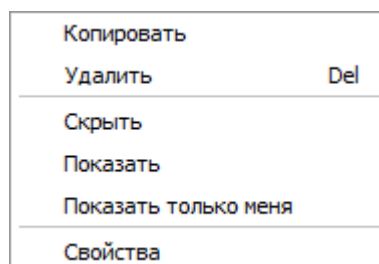 Копировать
Удалить Del
Скрыть
Показать
Показать только меня
Свойства